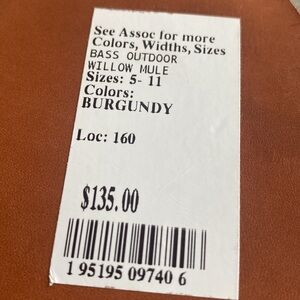 See Assoc for more
Colors, Widths, Sizes
BASS OUTDOOR
WILLOW MULE
Sizes: 5- 11
Colors:
BURGUNDY
Loc: 160
$135.00
1 95195 09740 6